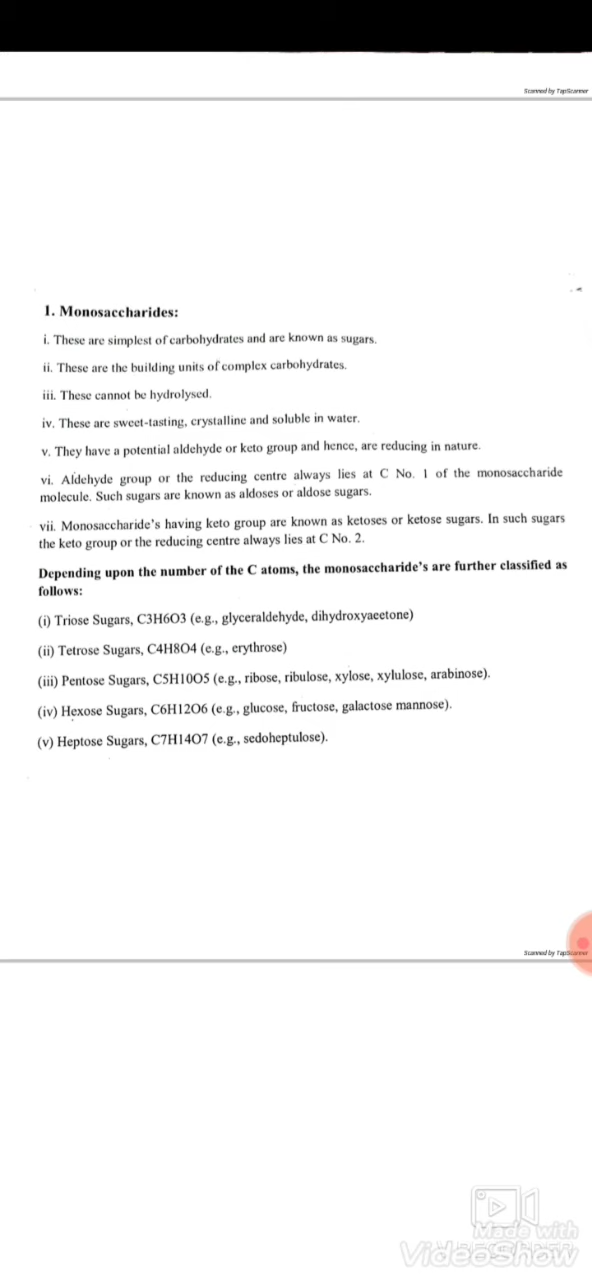 Scanned by TapScanner
1. Monosaccharides:
i. These are simplest of carbohydrates and are known as sugars.
ii. These are the building units of complex carbohydrates.
iii. These cannot be hydrolysed.
iv. These are sweet-tasting, crystalline and soluble in water.
v. They have a potential aldehyde or keto group and hence, are reducing in nature.
vi. Aldehyde group or the reducing centre always lies at C No. 1 of the monosaccharide
molecule. Such sugars are known as aldoses or aldose sugars.
vii. Monosaccharide's having keto group are known as ketoses or ketose sugars. In such sugars
the keto group or the reducing centre always lies at C No. 2.
Depending upon the number of the C atoms, the monosaccharide's are further classified as
follows:
(i) Triose Sugars, C3H6O3 (e.g., glyceraldehyde, dihydroxyacetone)
(ii) Tetrose Sugars, C4H8O4 (e.g., erythrose)
(iii) Pentose Sugars, C5H10O5 (e.g., ribose, ribulose, xylose, xylulose, arabinose).
(iv) Hexose Sugars, C6H12O6 (e.g., glucose, fructose, galactose mannose).
(v) Heptose Sugars, C7H14O7 (e.g., sedoheptulose).
Scanned by TapScanner
Made with
VideoShow